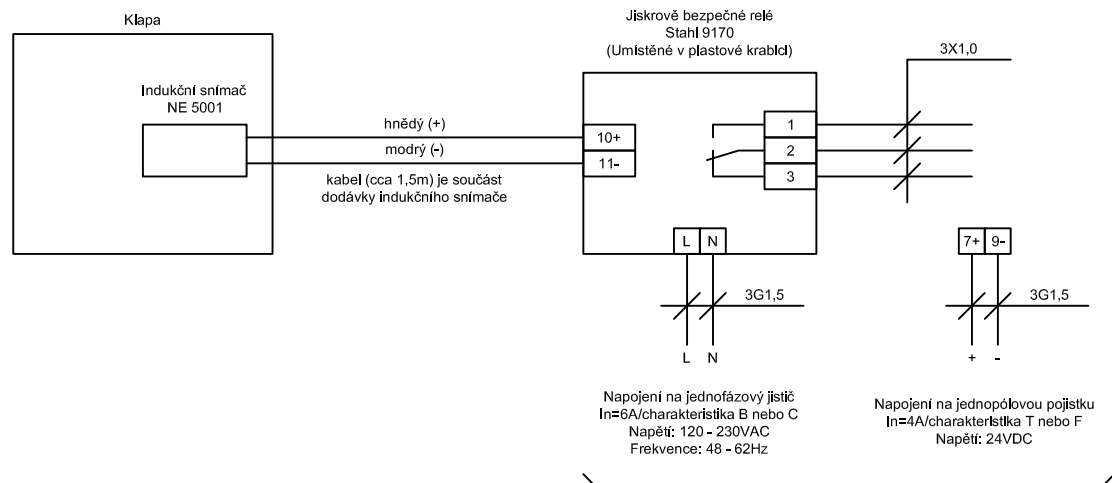 Klapa
Jiskrově bezpečné relé
Stahl 9170
(Umístěné v plastové krabici)
3X1,0
Indukční snímač
NE 5001
hnědý (+)
modrý (-)
kabel (cca 1,5m) je součást
dodávky indukčního snímače
10+
11-
1
2
3
L N
7+ 9-
3G1,5
3G1,5
L N
+ -
Napojení na jednofázový jistič
In=6A/charakteristika B nebo C
Napětí: 120 - 230VAC
Frekvence: 48 - 62Hz
Napojení na jednopólovou pojistku
In=4A/charakteristika T nebo F
Napětí: 24VDC